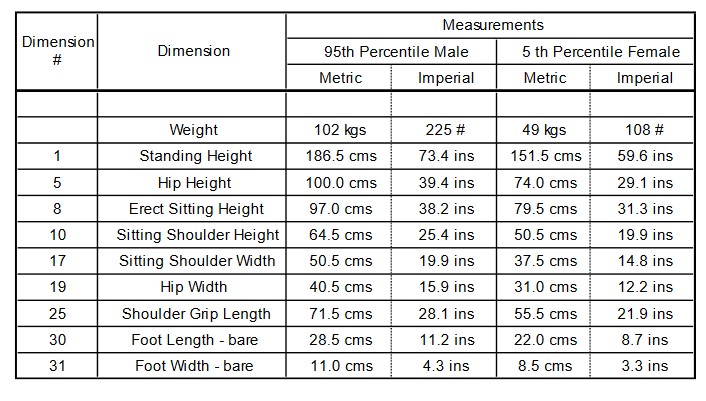 Measurements
Dimension # Dimension 95th Percentile Male 5 th Percentile Female
Metric Imperial Metric Imperial
Weight 102 kgs 225 # 49 kgs 108 #
1 Standing Height 186.5 cms 73.4 ins 151.5 cms 59.6 ins
5 Hip Height 100.0 cms 39.4 ins 74.0 cms 29.1 ins
8 Erect Sitting Height 97.0 cms 38.2 ins 79.5 cms 31.3 ins
10 Sitting Shoulder Height 64.5 cms 25.4 ins 50.5 cms 19.9 ins
17 Sitting Shoulder Width 50.5 cms 19.9 ins 37.5 cms 14.8 ins
19 Hip Width 40.5 cms 15.9 ins 31.0 cms 12.2 ins
25 Shoulder Grip Length 71.5 cms 28.1 ins 55.5 cms 21.9 ins
30 Foot Length - bare 28.5 cms 11.2 ins 22.0 cms 8.7 ins
31 Foot Width - bare 11.0 cms 4.3 ins 8.5 cms 3.3 ins